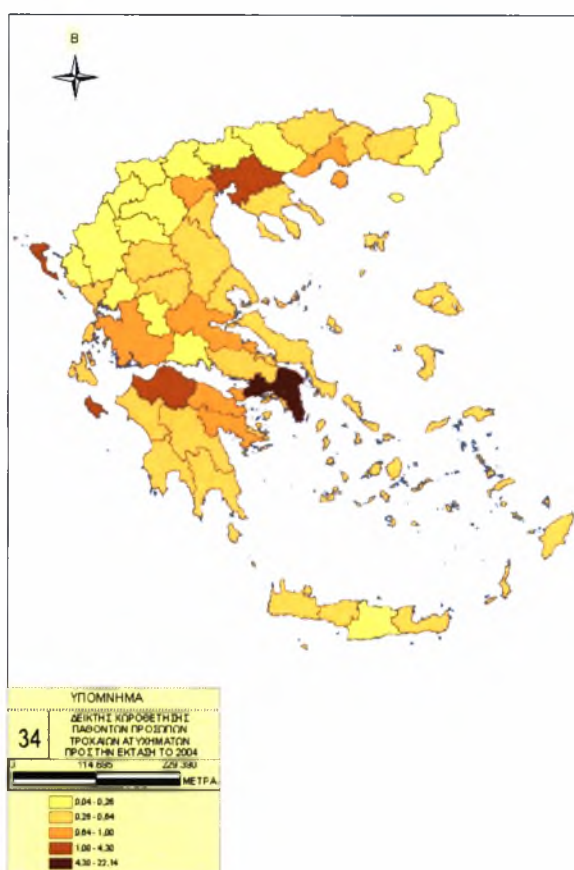 Β
ΥΠΟΜΝΗΜΑ
34
ΔΕΙΚΤΗΣ ΧΩΡΟΘΕΤΗΣΗΣ
ΠΑΘΟΝΤΩΝ ΠΡΟΣΩΠΩΝ
ΤΡΟΧΑΙΩΝ ΑΤΥΧΗΜΑΤΩΝ
ΠΡΟΣ ΤΗΝ ΕΚΤΑΣΗ ΤΟ 2004
0 114.695 229.390
ΜΕΤΡΑ
0,04 - 0,26
0,26 - 0,64
0,64 - 1,00
1,00 - 4,30
4,30 - 22,14